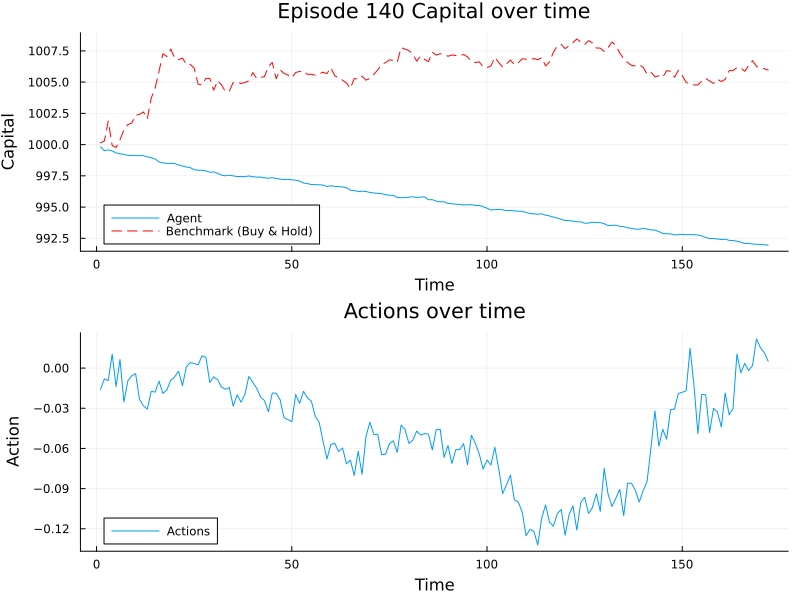 Episode 140 Capital over time
1007.5
1005.0
1002.5
1000.0
997.5
995.0
992.5
Capital
Agent
Benchmark (Buy & Hold)
0 50 100 150
Time
Actions over time
0.00
−0.03
−0.06
−0.09
−0.12
Action
Actions
0 50 100 150
Time